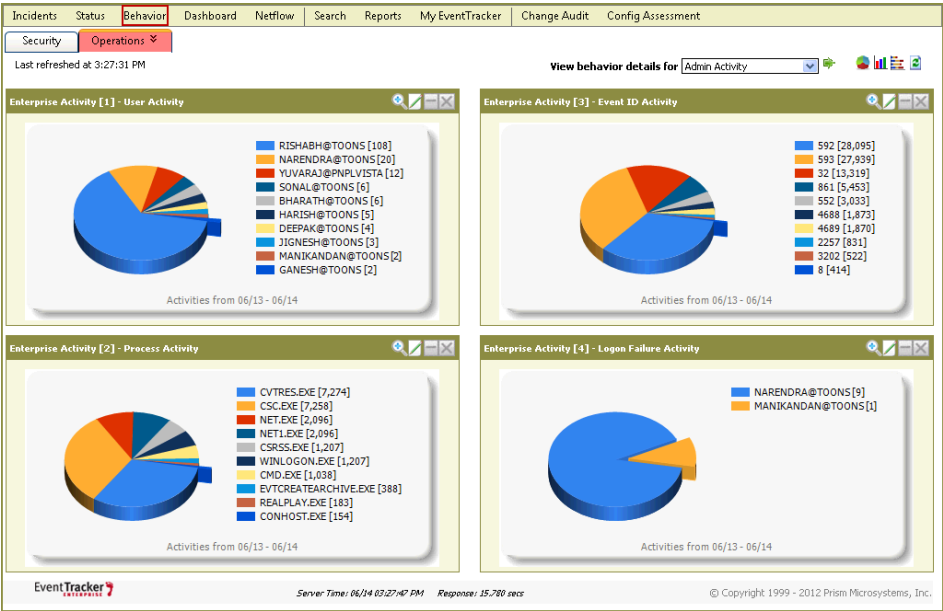 Incidents Status Behavior Dashboard Netflow Search Reports My EventTracker Change Audit Config Assessment
Security Operations
Last refreshed at 3:27:31 PM
View behavior details for Admin Activity
Enterprise Activity [1] - User Activity
RISHABH@TOONS [108]
NARENDRA@TOONS [20]
YUVARAJ@PNPLVISTA [12]
SONAL@TOONS [6]
BHARATH@TOONS [6]
HARISH@TOONS [5]
DEEPAK@TOONS [4]
JIGNESH@TOONS [3]
MANIKANDAN@TOONS [2]
GANESH@TOONS [2]
Activities from 06/13 - 06/14
Enterprise Activity [3] - Event ID Activity
592 [28,095]
593 [27,939]
32 [13,319]
861 [5,453]
552 [3,033]
4688 [1,873]
4689 [1,870]
2257 [831]
3202 [522]
8 [414]
Activities from 06/13 - 06/14
Enterprise Activity [2] - Process Activity
CVTRES.EXE [7,274]
CSC.EXE [7,258]
NET.EXE [2,096]
NET1.EXE [2,096]
CSRSS.EXE [1,207]
WINLOGON.EXE [1,207]
CMD.EXE [1,038]
EVTCREATEARCHIVE.EXE [388]
REALPLAY.EXE [183]
CONHOST.EXE [154]
Activities from 06/13 - 06/14
Enterprise Activity [4] - Logon Failure Activity
NARENDRA@TOONS [9]
MANIKANDAN@TOONS [1]
Activities from 06/13 - 06/14
EventTracker
ENTERPRISE
Server Time: 06/14 03:27:47 PM Response: 15.780 secs
© Copyright 1999 - 2012 Prism Microsystems, Inc.